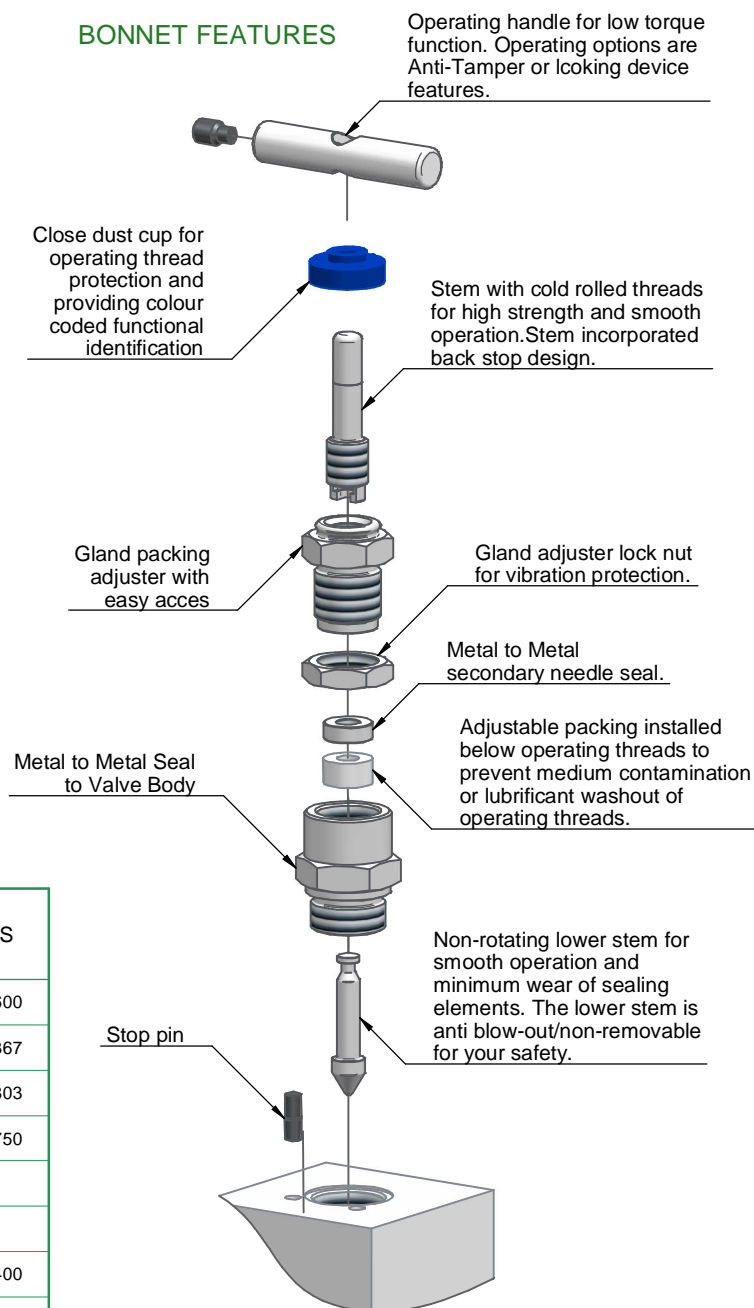 BONNET FEATURES
Operating handle for low torque
function. Operating options are
Anti-Tamper or lcoking device
features.
Close dust cup for
operating thread
protection and
providing colour
coded functional
identification
Stem with cold rolled threads
for high strength and smooth
operation.Stem incorporated
back stop design.
Gland packing
adjuster with
easy acces
Gland adjuster lock nut
for vibration protection.
Metal to Metal
secondary needle seal.
Metal to Metal Seal
to Valve Body
Adjustable packing installed
below operating threads to
prevent medium contamination
or lubrificant washout of
operating threads.
Non-rotating lower stem for
smooth operation and
minimum wear of sealing
elements. The lower stem is
anti blow-out/non-removable
for your safety.
Stop pin
S